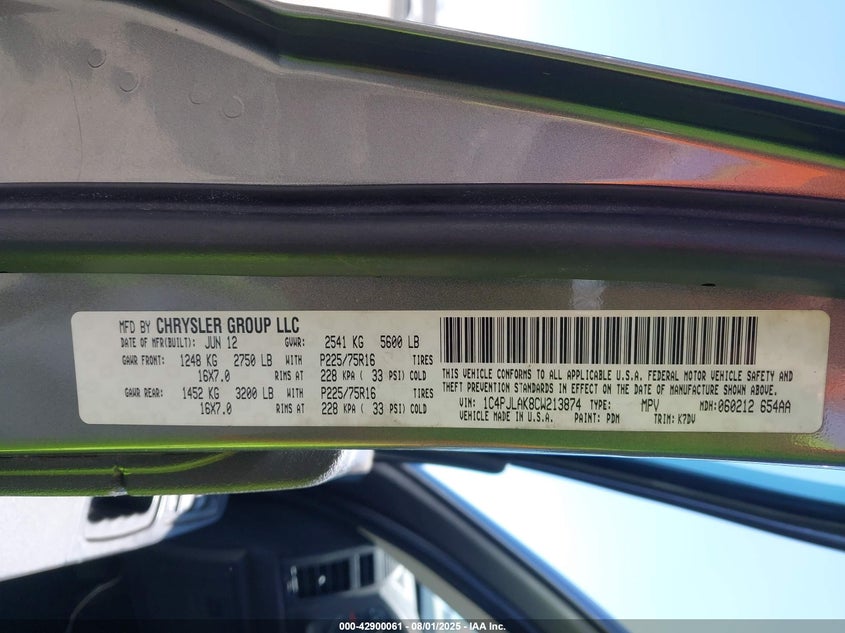 MFD BY CHRYSLER GROUP LLC
DATE OF MFR(BUILT): JUN 12 GVWR: 2541 KG 5600 LB
GAWR FRONT: 1248 KG 2750 LB WITH P225/75R16 TIRES
16X7.0 RIMS AT 228 KPA ( 33 PSI) COLD
GAWR REAR: 1452 KG 3200 LB WITH P225/75R16 TIRES
16X7.0 RIMS AT 228 KPA ( 33 PSI) COLD
THIS VEHICLE CONFORMS TO ALL APPLICABLE U.S.A. FEDERAL MOTOR VEHICLE SAFETY AND
THEFT PREVENTION STANDARDS IN EFFECT ON THE DATE OF MANUFACTURE SHOWN ABOVE.
VIN: 1C4PJLAK8CW213874 TYPE: MPV MDH:060212 654AA
VEHICLE MADE IN U.S.A. PAINT: PDM TRIM: K7DV
000-42900061 - 08/01/2025 - IAA Inc.